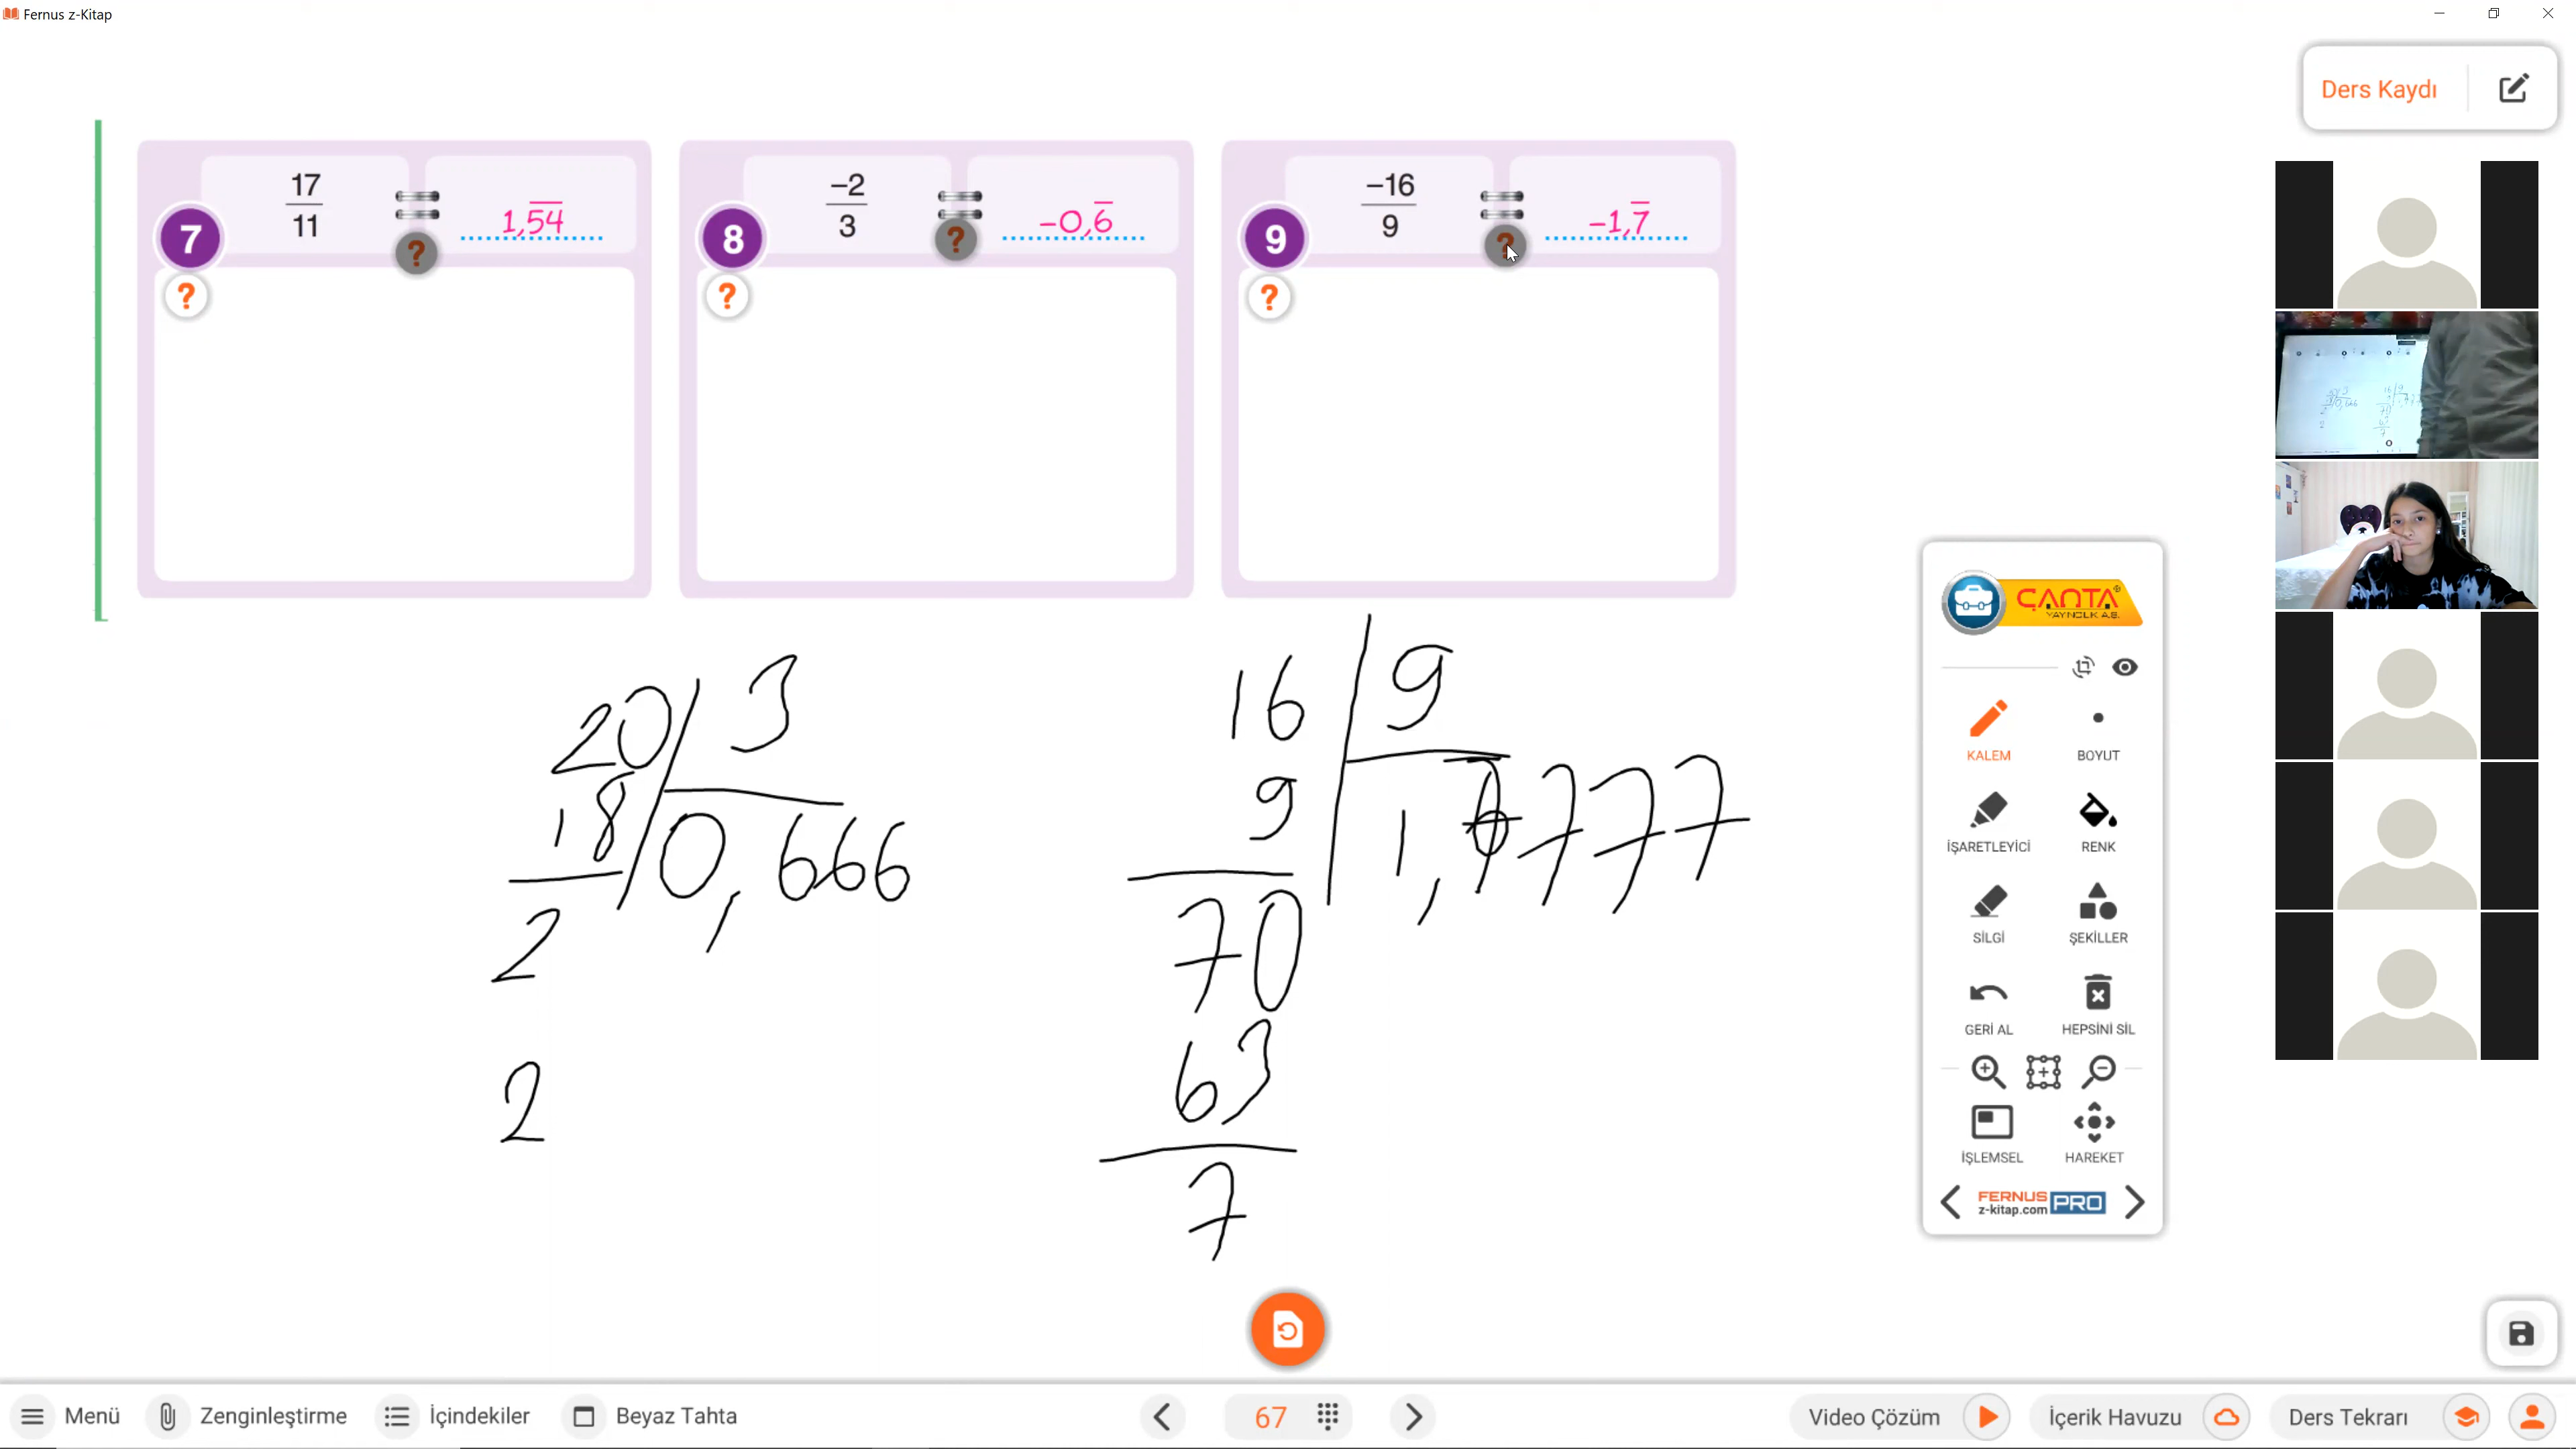 Fernus z-Kitap
Ders Kaydı
7
17
11
1,54
?
?
8
-2
3
-0,6
?
?
9
-16
9
-1,7
?
?
20 3
18 0,666
2
2
16 9
9 1,7777
70
63
7
ÇANTA
YAYINCILIK A.Ş.
KALEM
BOYUT
İŞARETLEYİCİ
RENK
SİLGİ
ŞEKİLLER
GERİ AL
HEPSİNİ SİL
İŞLEMSEL
HAREKET
FERNUS PRO
z-kitap.com
Menü
Zenginleştirme
İçindekiler
Beyaz Tahta
67
Video Çözüm
İçerik Havuzu
Ders Tekrarı